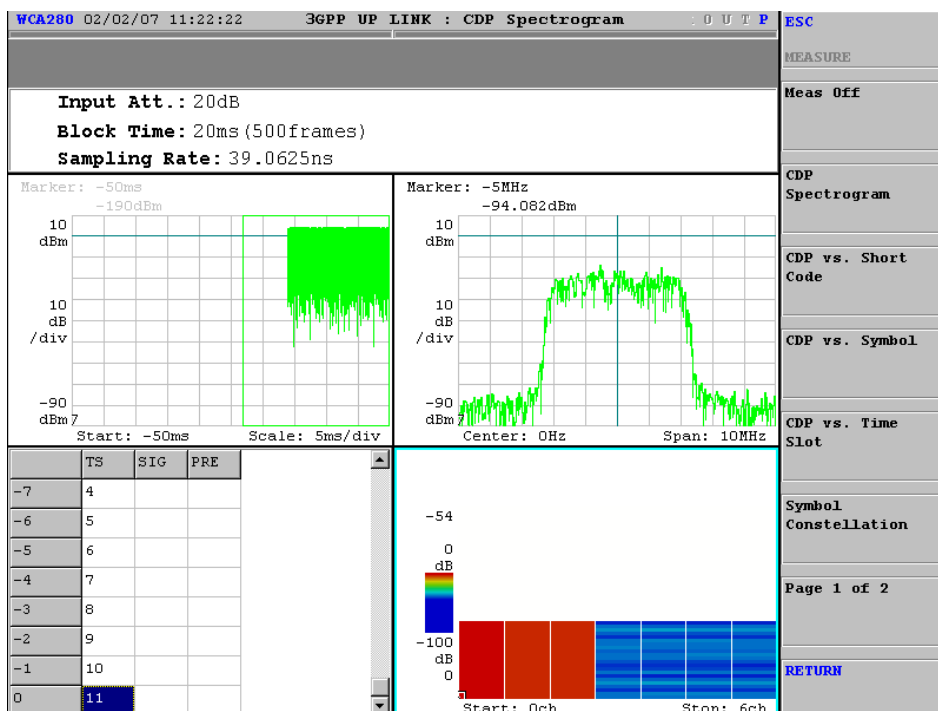 WCA280 02/02/07 11:22:22 3GPP UP LINK : CDP Spectrogram : O U T P
ESC
MEASURE
Input Att.: 20dB
Block Time: 20ms(500frames)
Sampling Rate: 39.0625ns
Meas Off
CDP
Spectrogram
CDP vs. Short
Code
CDP vs. Symbol
CDP vs. Time
Slot
Symbol
Constellation
Page 1 of 2
RETURN
Marker: -50ms
-190dBm
10
dBm
10
dB
/div
-90
dBm
7
Start: -50ms Scale: 5ms/div
Marker: -5MHz
-94.082dBm
10
dBm
10
dB
/div
-90
dBm
7
Center: 0Hz Span: 10MHz
TS SIG PRE
-7 4
-6 5
-5 6
-4 7
-3 8
-2 9
-1 10
0 11
-54
0
dB
-100
dB
0
Start: 0ch Stop: 6ch